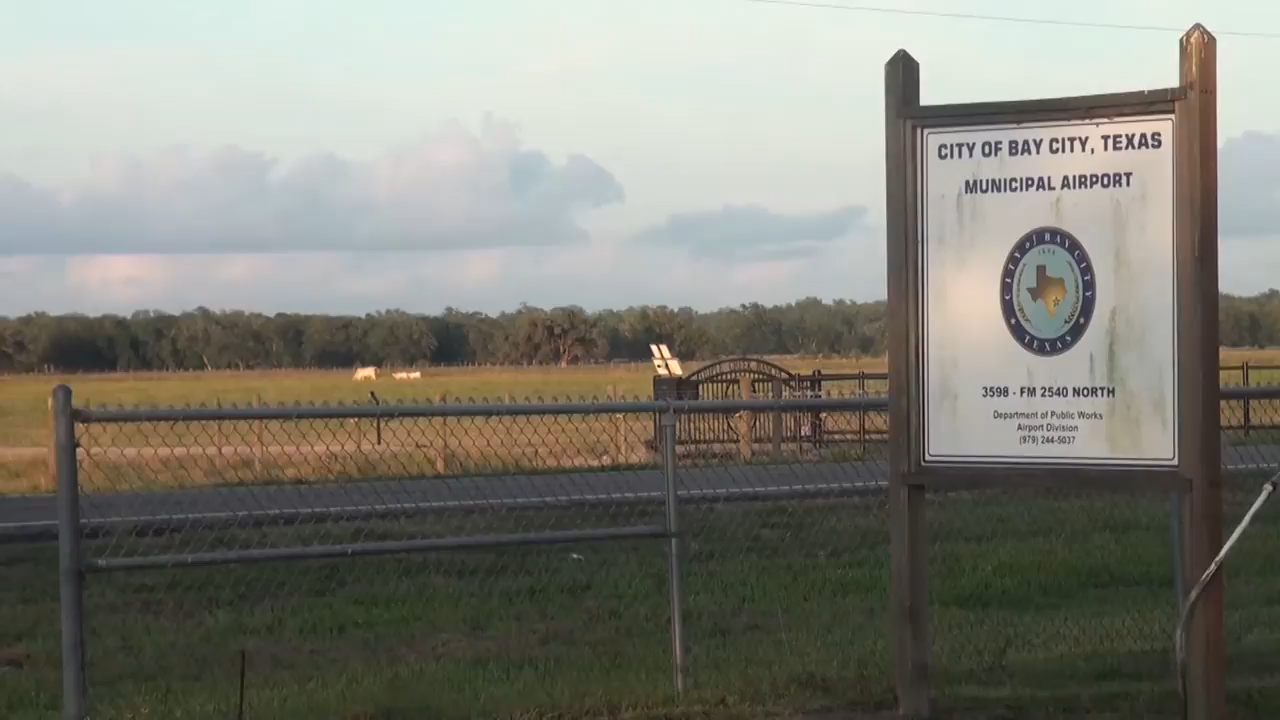 CITY OF BAY CITY, TEXAS
MUNICIPAL AIRPORT
CITY of BAY CITY
1894
TEXAS
3598 - FM 2540 NORTH
Department of Public Works
Airport Division
(979) 244-5037